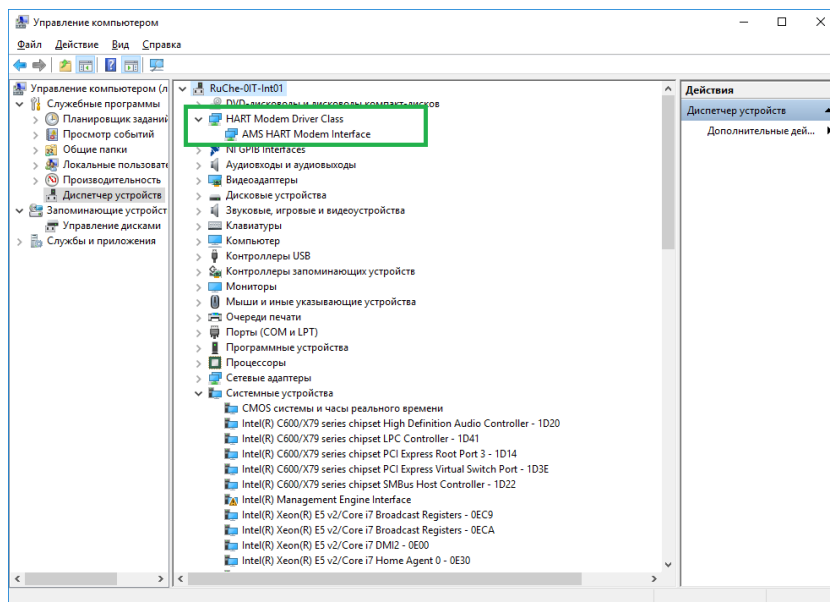 Управление компьютером
Файл Действие Вид Справка
Управление компьютером (л
Служебные программы
Планировщик заданий
Просмотр событий
Общие папки
Локальные пользовате
Производительность
Диспетчер устройств
Запоминающие устройст
Управление дисками
Службы и приложения
RuChe-0IT-Int01
DVD-дисководы и дисководы компакт-дисков
HART Modem Driver Class
AMS HART Modem Interface
NI GPIB Interfaces
Аудиовходы и аудиовыходы
Видеоадаптеры
Дисковые устройства
Звуковые, игровые и видеоустройства
Клавиатуры
Компьютер
Контроллеры USB
Контроллеры запоминающих устройств
Мониторы
Мыши и иные указывающие устройства
Очереди печати
Порты (COM и LPT)
Программные устройства
Процессоры
Сетевые адаптеры
Системные устройства
CMOS системы и часы реального времени
Intel(R) C600/X79 series chipset High Definition Audio Controller - 1D20
Intel(R) C600/X79 series chipset LPC Controller - 1D41
Intel(R) C600/X79 series chipset PCI Express Root Port 3 - 1D14
Intel(R) C600/X79 series chipset PCI Express Virtual Switch Port - 1D3E
Intel(R) C600/X79 series chipset SMBus Host Controller - 1D22
Intel(R) Management Engine Interface
Intel(R) Xeon(R) E5 v2/Core i7 Broadcast Registers - 0EC9
Intel(R) Xeon(R) E5 v2/Core i7 Broadcast Registers - 0ECA
Intel(R) Xeon(R) E5 v2/Core i7 DMI2 - 0E00
Intel(R) Xeon(R) E5 v2/Core i7 Home Agent 0 - 0E30
Действия
Диспетчер устройств
Дополнительные дей...